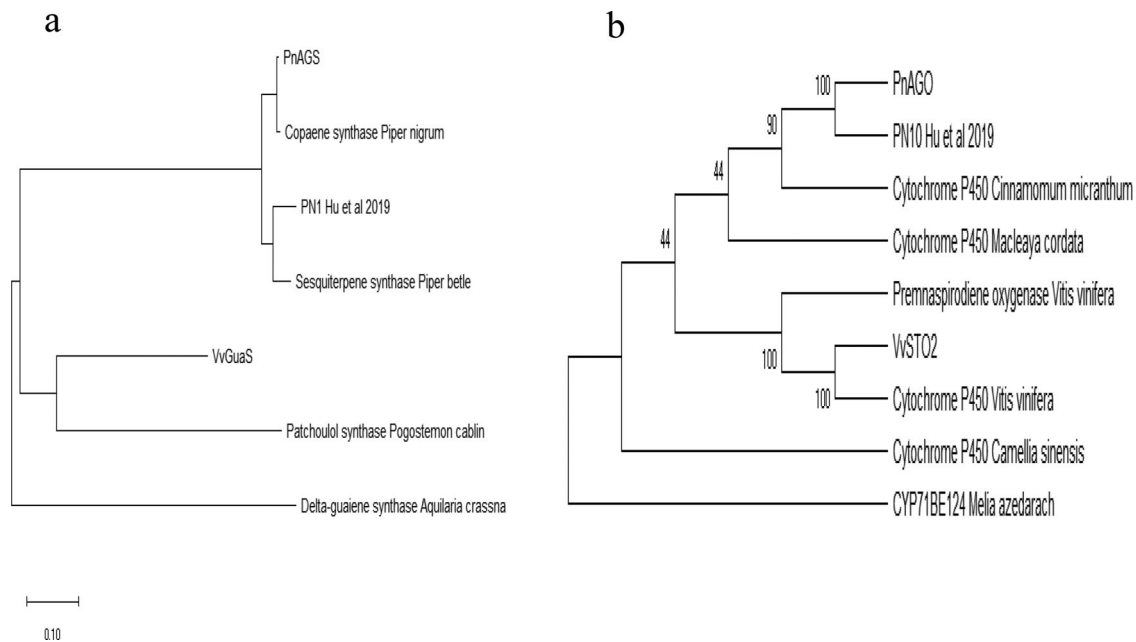 a
PnAGS
Copaene synthase Piper nigrum
PN1 Hu et al 2019
Sesquiterpene synthase Piper betle
VvGuaS
Patchoulol synthase Pogostemon cablin
Delta-guaiene synthase Aquilaria crassna
0.10
b
100
PnAGO
90
PN10 Hu et al 2019
44
Cytochrome P450 Cinnamomum micranthum
44
Cytochrome P450 Macleaya cordata
Premnaspirodiene oxygenase Vitis vinifera
100
VvSTO2
100
Cytochrome P450 Vitis vinifera
Cytochrome P450 Camellia sinensis
CYP71BE124 Melia azedarach